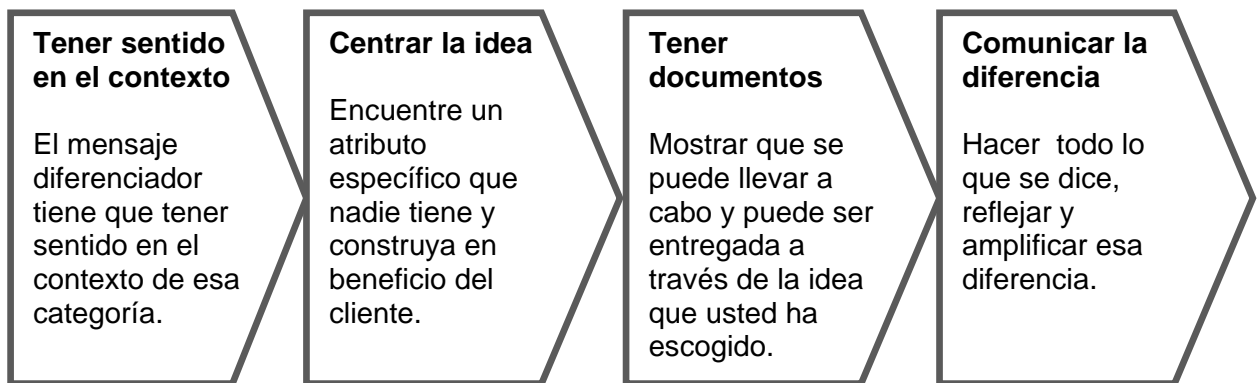 Tener sentido
en el contexto
El mensaje
diferenciador
tiene que tener
sentido en el
contexto de esa
categoría.
Centrar la idea
Encuentre un
atributo
específico que
nadie tiene y
construya en
beneficio del
cliente.
Tener
documentos
Mostrar que se
puede llevar a
cabo y puede ser
entregada a
través de la idea
que usted ha
escogido.
Comunicar la
diferencia
Hacer  todo lo
que se dice,
reflejar y
amplificar esa
diferencia.